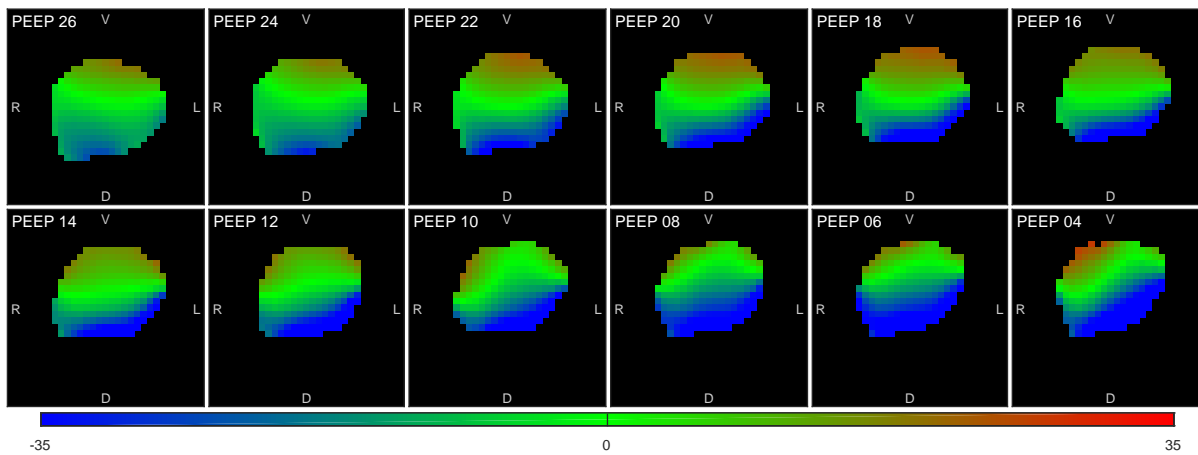 PEEP 26 V PEEP 24 V PEEP 22 V PEEP 20 V PEEP 18 V PEEP 16 V
R L
D D D D D D
PEEP 14 V PEEP 12 V PEEP 10 V PEEP 08 V PEEP 06 V PEEP 04 V
R L R L R L R L R L R L
D D D D D D
-35 0 35